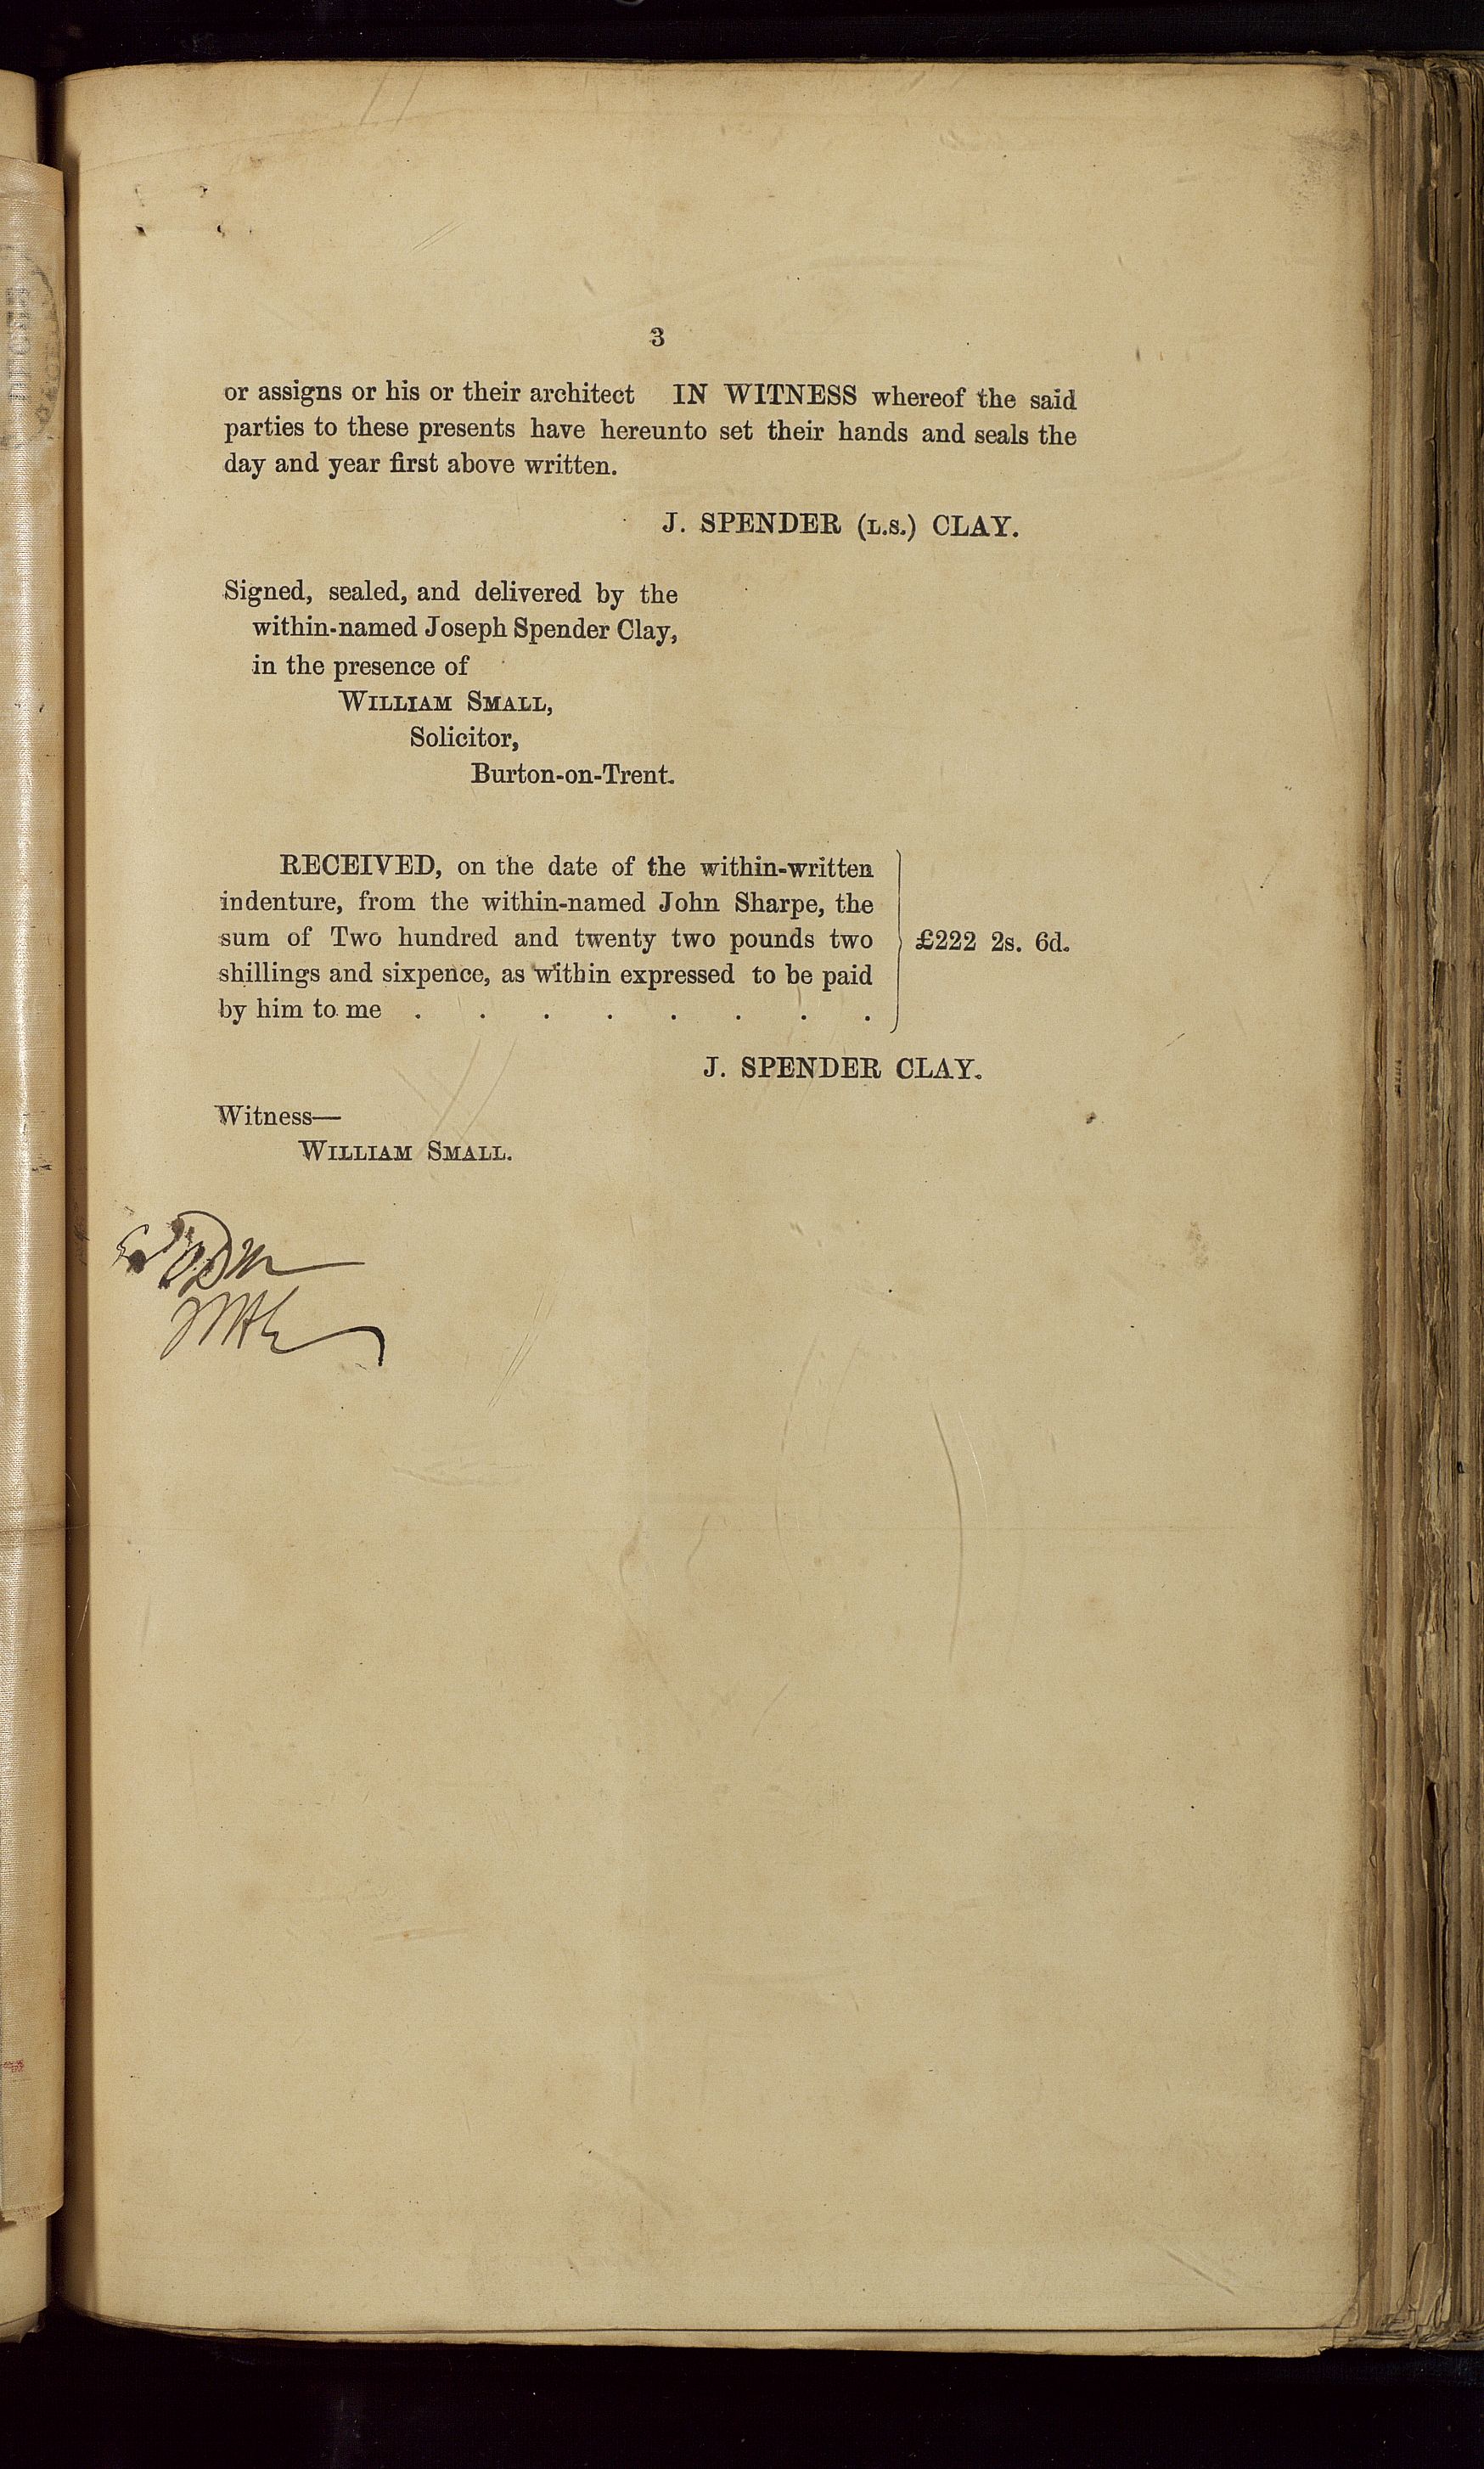 3
or assigns or his or their architect IN WITNESS whereof the said
parties to these presents have hereunto set their hands and seals the
day and year first above written.
J. SPENDER (L.S.) CLAY.
Signed, sealed, and delivered by the
within-named Joseph Spender Clay,
in the presence of
WILLIAM SMALL,
Solicitor,
Burton-on-Trent.
RECEIVED, on the date of the within-written
indenture, from the within-named John Sharpe, the
sum of Two hundred and twenty two pounds two
shillings and sixpence, as within expressed to be paid
by him to me . . . . . . . .
£222 2s. 6d.
J. SPENDER CLAY.
Witness—
WILLIAM SMALL.